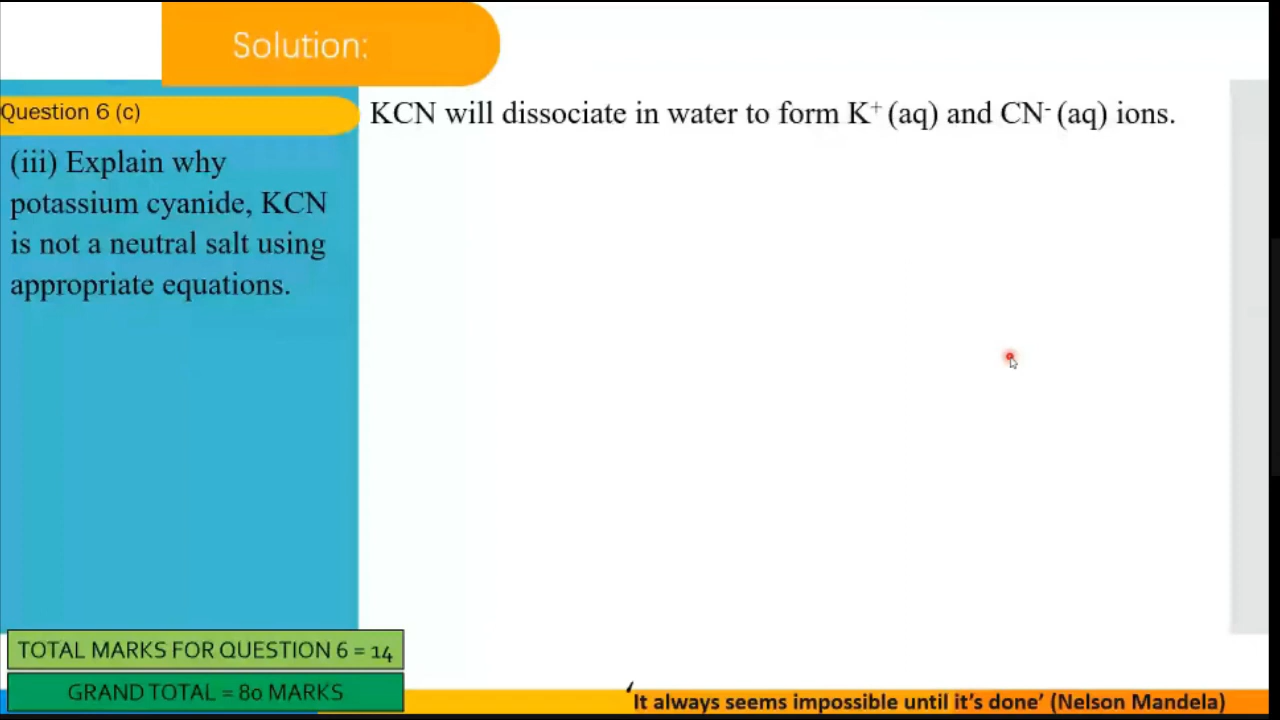 Solution:
Question 6 (c)
KCN will dissociate in water to form K⁺ (aq) and CN⁻ (aq) ions.
(iii) Explain why
potassium cyanide, KCN
is not a neutral salt using
appropriate equations.
TOTAL MARKS FOR QUESTION 6 = 14
GRAND TOTAL = 80 MARKS
‘It always seems impossible until it’s done’ (Nelson Mandela)